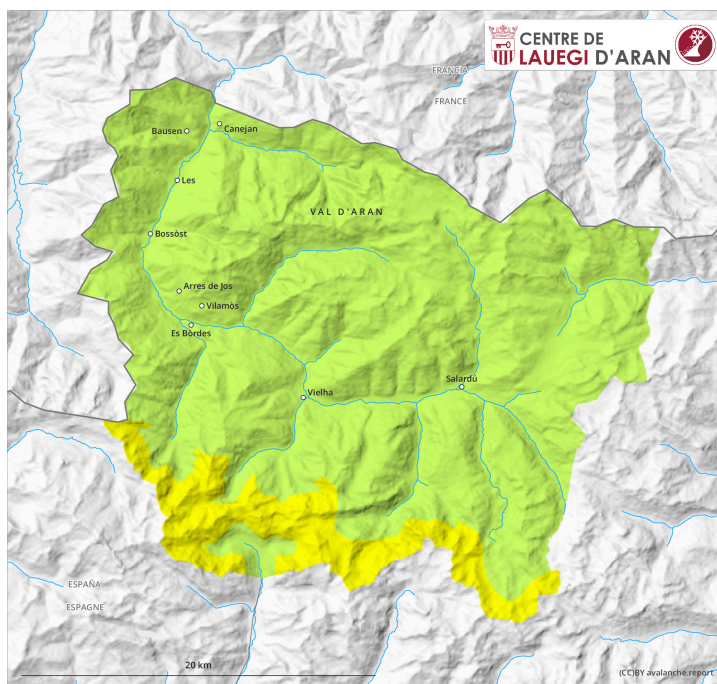 CENTRE DE
LAUEGI D'ARAN
FRANCIA
FRANCE
Bausen
Canejan
Les
VAL D'ARAN
Bossòst
Arres de Jos
Vilamòs
Es Bòrdes
Salardú
Vielha
ESPAÑA
ESPAGNE
20 km
(CC)BY avalanche.report